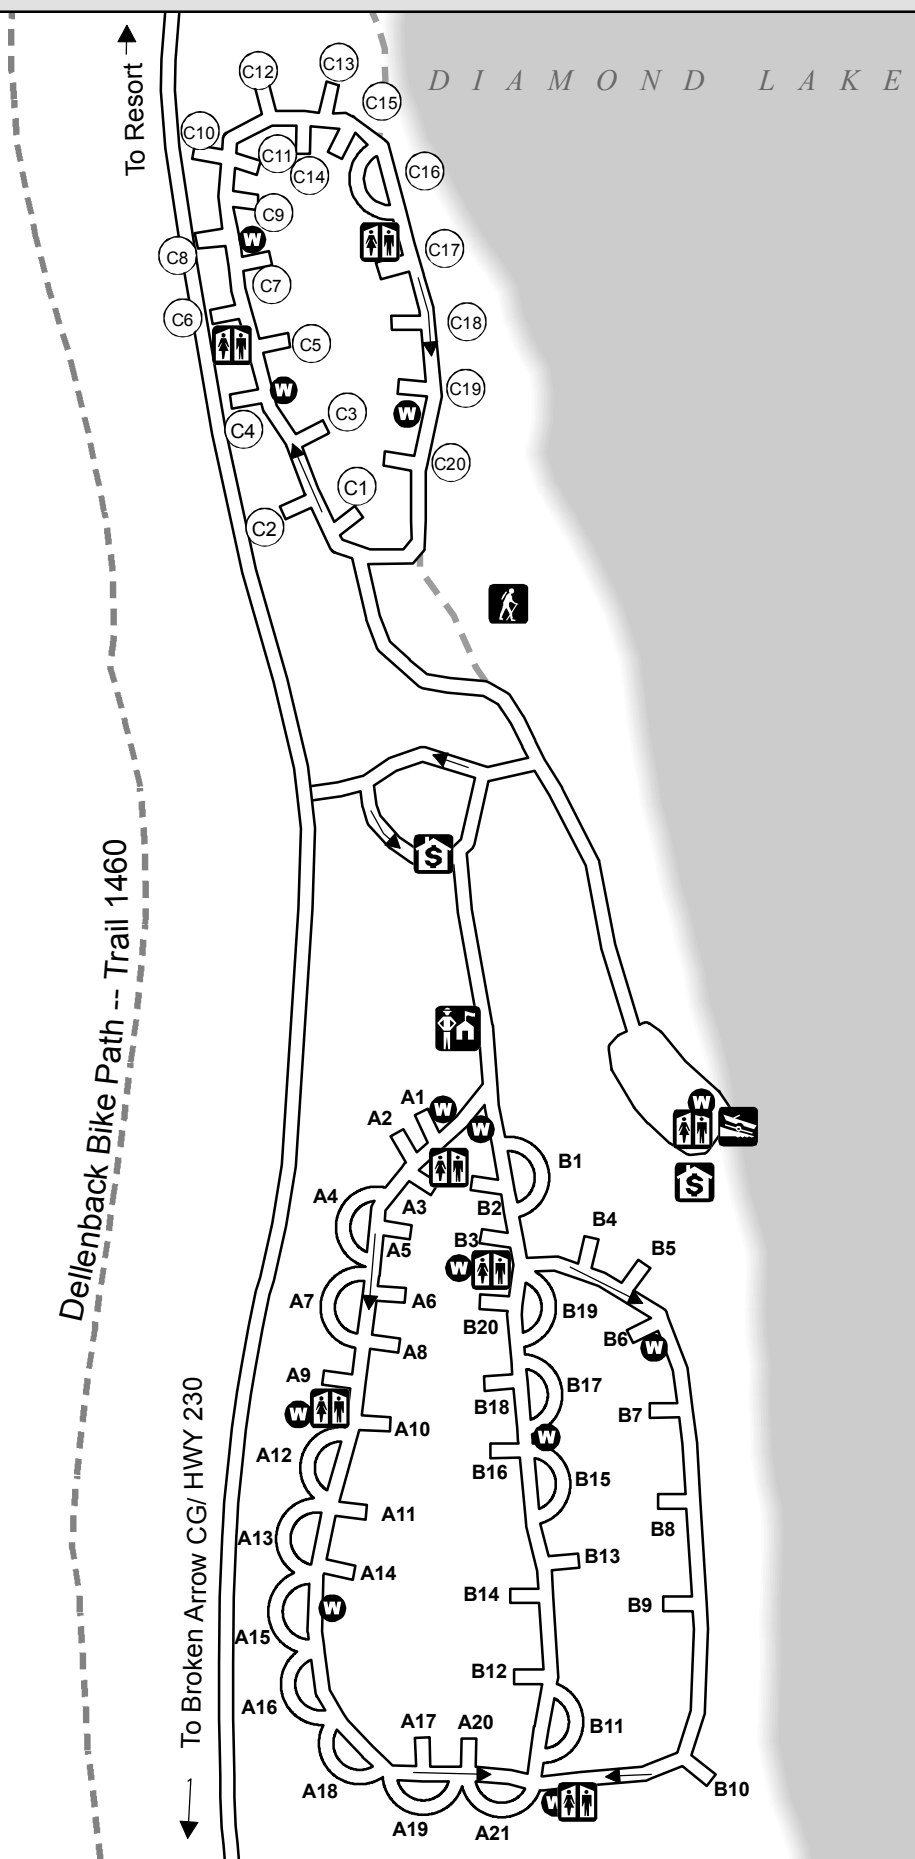 DIAMOND LAKE
To Resort
C12
C13
C15
C10
C11
C14
C16
C9
W
C8
C7
C17
C6
C5
C18
W
C19
C4
C3
W
C20
C1
C2
$
Dellenback Bike Path -- Trail 1460
A1
W
W
A2
W
$
B1
A4
A3
B2
A5
B3
B4
B5
W
A7
A6
B20
B19
B6
W
A8
A9
B18
B17
B7
W
A10
A12
B16
W
B15
A11
B8
A13
A14
B13
B14
B9
W
A15
A16
B12
B11
A17
A20
A18
B10
W
A19
A21
To Broken Arrow CG/ HWY 230